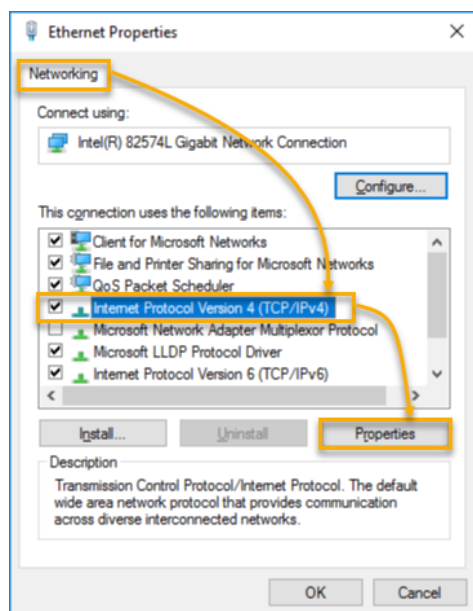 Ethernet Properties
Networking
Connect using:
Intel(R) 82574L Gigabit Network Connection
Configure...
This connection uses the following items:
Client for Microsoft Networks
File and Printer Sharing for Microsoft Networks
QoS Packet Scheduler
Internet Protocol Version 4 (TCP/IPv4)
Microsoft Network Adapter Multiplexor Protocol
Microsoft LLDP Protocol Driver
Internet Protocol Version 6 (TCP/IPv6)
Install...
Uninstall
Properties
Description
Transmission Control Protocol/Internet Protocol. The default
wide area network protocol that provides communication
across diverse interconnected networks.
OK
Cancel